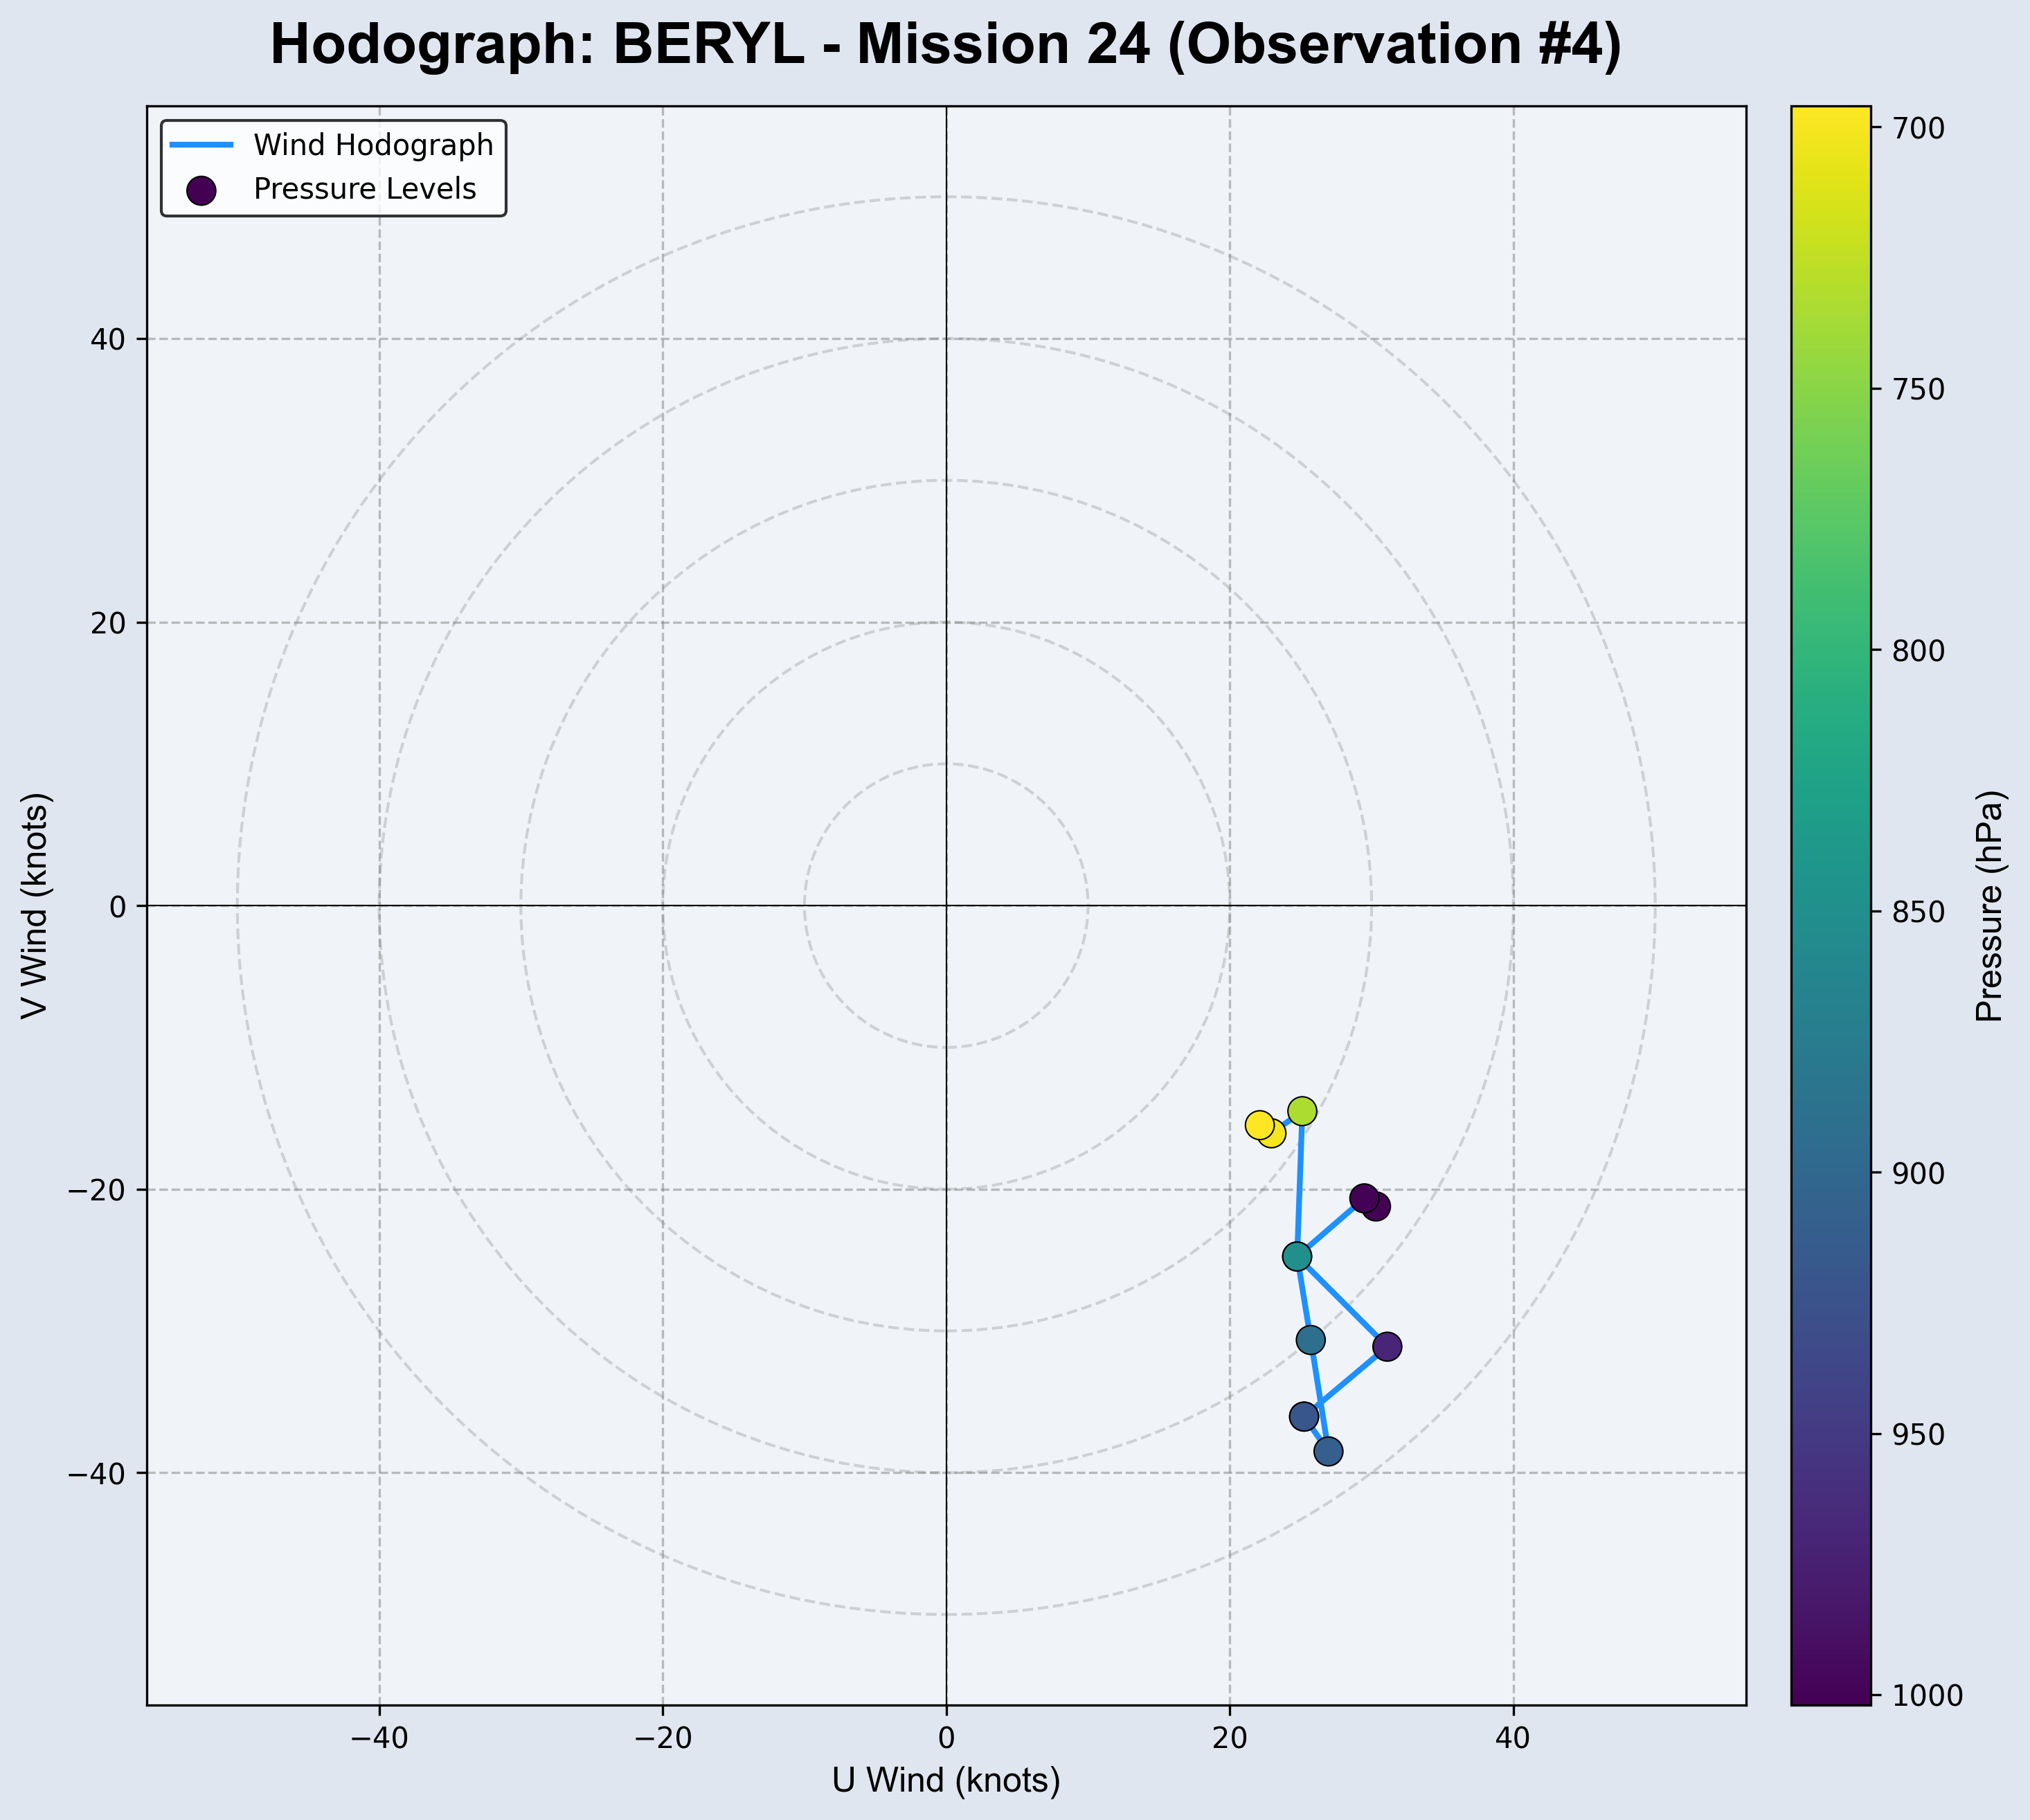 Hodograph: BERYL - Mission 24 (Observation #4)
Wind Hodograph
Pressure Levels
40
20
0
−20
−40
V Wind (knots)
−40
−20
0
20
40
U Wind (knots)
700
750
800
850
900
950
1000
Pressure (hPa)